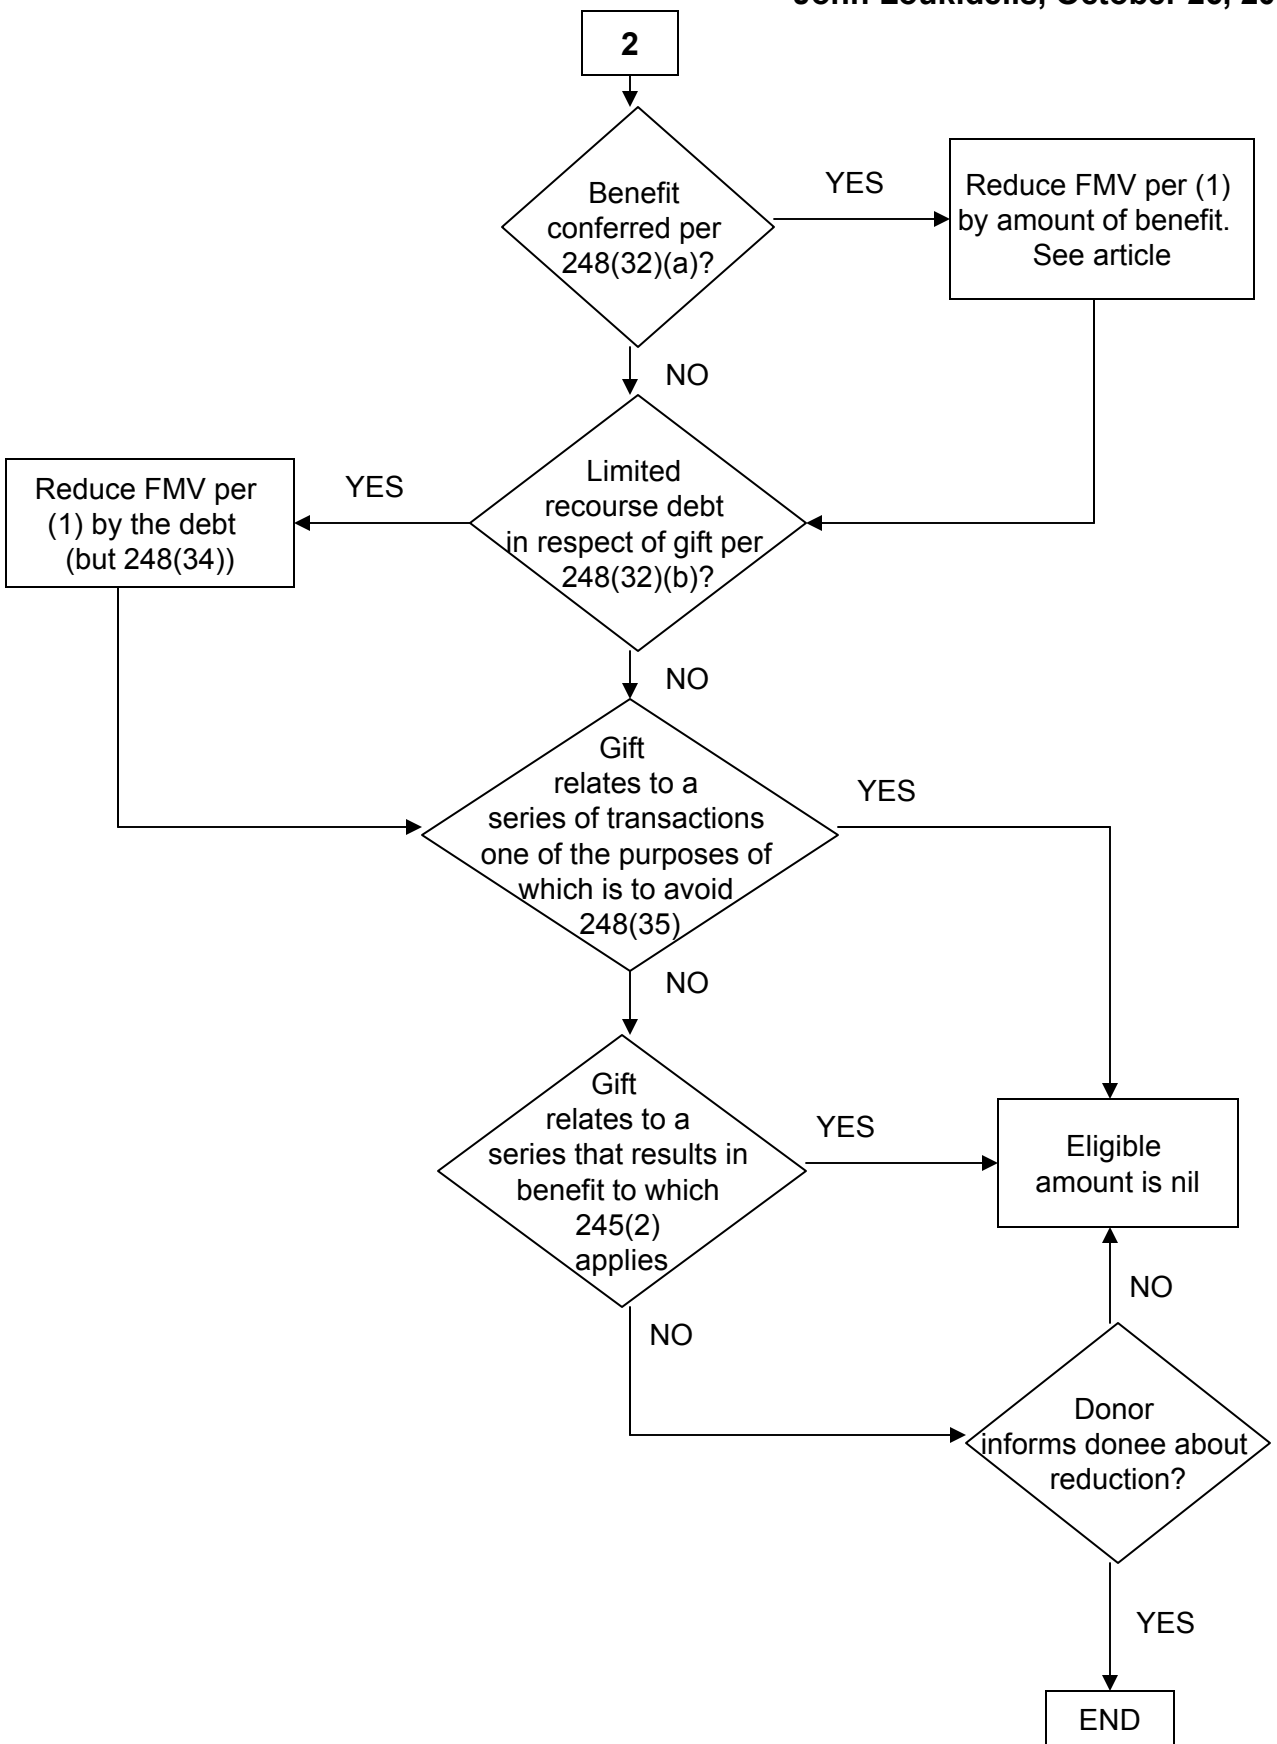 2
Benefit
conferred per
248(32)(a)?
YES
Reduce FMV per (1)
by amount of benefit.
See article
NO
Limited
recourse debt
in respect of gift per
248(32)(b)?
YES
Reduce FMV per
(1) by the debt
(but 248(34))
NO
Gift
relates to a
series of transactions
one of the purposes of
which is to avoid
248(35)
YES
NO
Gift
relates to a
series that results in
benefit to which
245(2)
applies
YES
Eligible
amount is nil
NO
NO
Donor
informs donee about
reduction?
YES
END